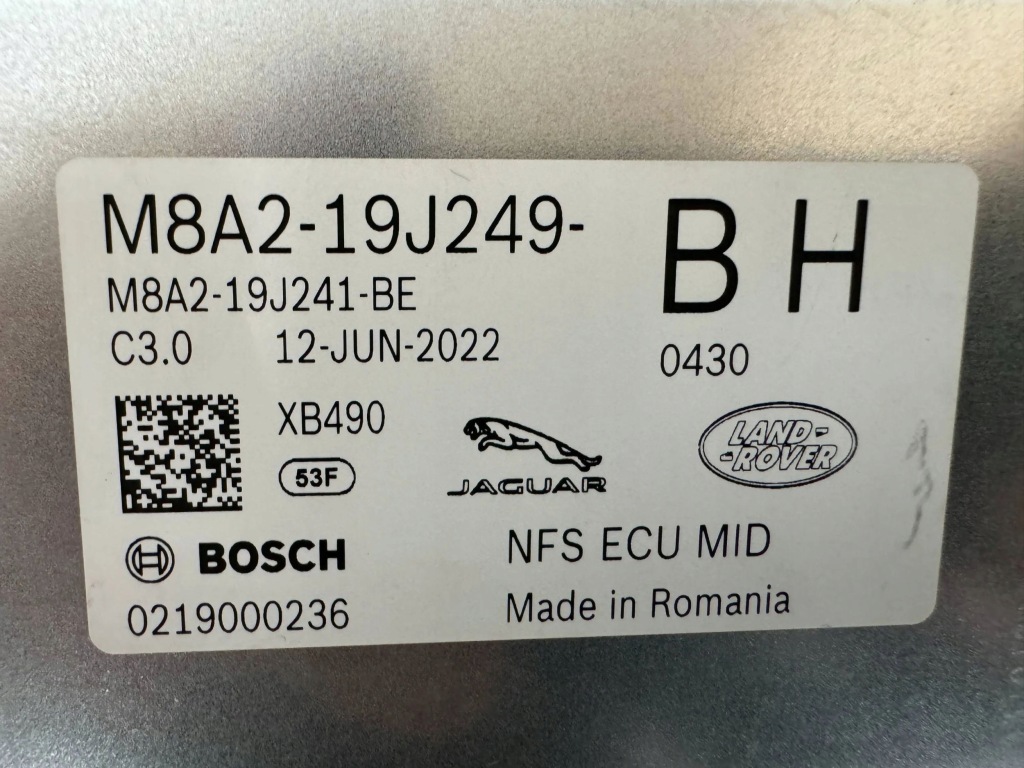 M8A2-19J249- B H
M8A2-19J241-BE
C3.0 12-JUN-2022 0430
XB490
53F
JAGUAR
LAND-
-ROVER
BOSCH
NFS ECU MID
0219000236
Made in Romania